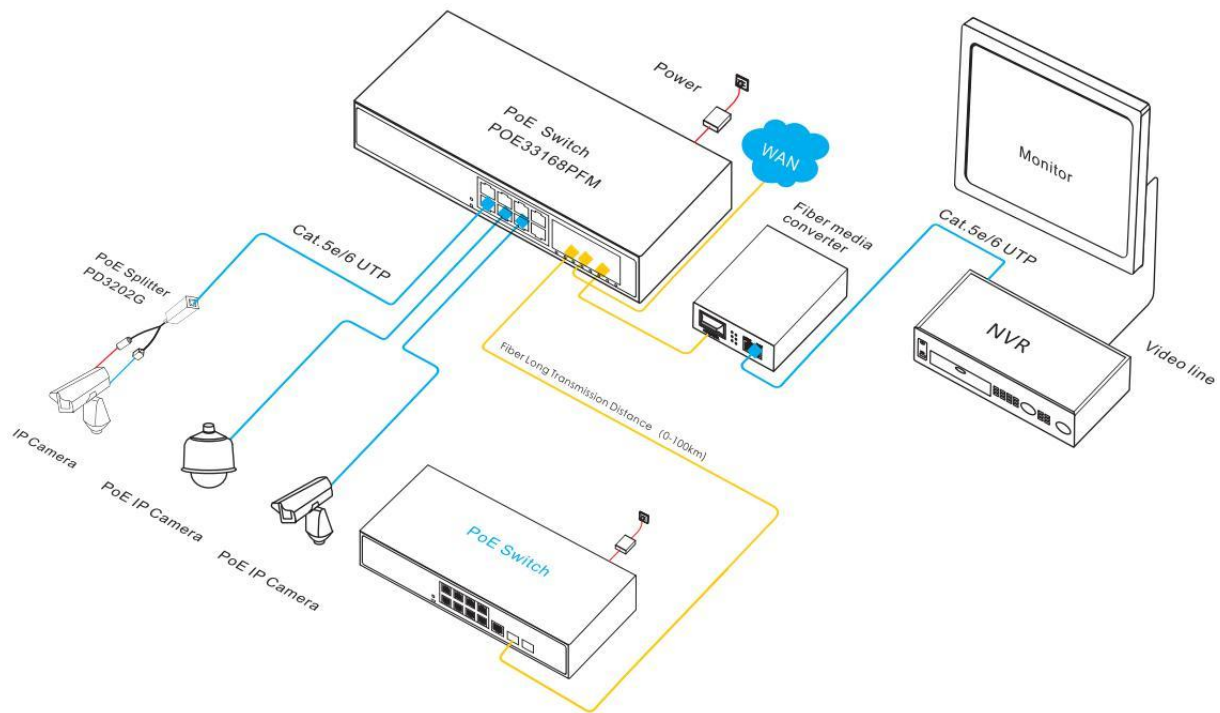 Power
PoE Switch
POE33168PFM
WAN
Monitor
Fiber media
converter
Cat.5e/6 UTP
Cat.5e/6 UTP
PoE Splitter
PD3202G
NVR
Video line
Fiber Long Transmission Distance (0-100km)
IP Camera
PoE IP Camera
PoE IP Camera
PoE Switch